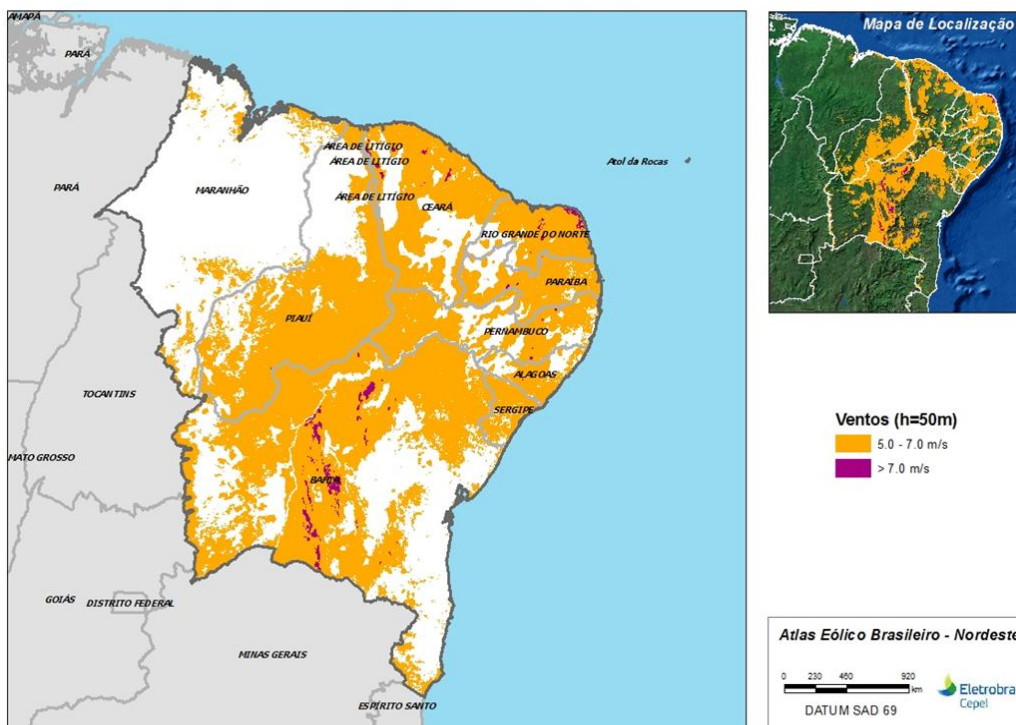 AMAPÁ
PARÁ
PARÁ
MARANHÃO
ÁREA DE LITÍGIO
ÁREA DE LITÍGIO
ÁREA DE LITÍGIO
CEARÁ
Atol da Rocas
RIO GRANDE DO NORTE
PARAÍBA
PIAUÍ
PERNAMBUCO
ALAGOAS
SERGIPE
TOCANTINS
MATO GROSSO
BAHIA
GOIÁS
DISTRITO FEDERAL
MINAS GERAIS
ESPÍRITO SANTO
Mapa de Localização
Ventos (h=50m)
5.0 - 7.0 m/s
> 7.0 m/s
Atlas Eólico Brasileiro - Nordeste
0 230 460 920
km
DATUM SAD 69
Eletrobra
Cepel